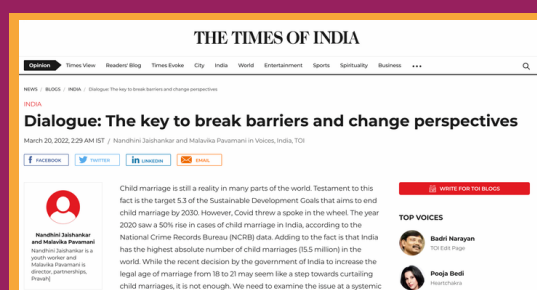 THE TIMES OF INDIA
Opinion Times View Readers' Blog Times Evoke City India World Entertainment Sports Spirituality Business
NEWS / BLOGS / INDIA / Dialogue: The key to break barriers and change perspectives
INDIA
Dialogue: The key to break barriers and change perspectives
March 20, 2022, 2:29 AM IST / Nandhini Jaishankar and Malavika Pavamani in Voices, India, TOI
FACEBOOK TWITTER LINKEDIN EMAIL
Nandhini Jaishankar
and Malavika Pavamani
Nandhini Jaishankar is a
youth worker and
Malavika Pavamani is
director, partnerships,
Pravah]
Child marriage is still a reality in many parts of the world. Testament to this
fact is the target 5.3 of the Sustainable Development Goals that aims to end
child marriage by 2030. However, Covid threw a spoke in the wheel. The year
2020 saw a 50% rise in cases of child marriage in India, according to the
National Crime Records Bureau (NCRB) data. Adding to the fact is that India
has the highest absolute number of child marriages (15.5 million) in the
world. While the recent decision by the government of India to increase the
legal age of marriage from 18 to 21 may seem like a step towards curtailing
child marriages, it is not enough. We need to examine the issue at a systemic
WRITE FOR TOI BLOGS
TOP VOICES
Badri Narayan
TOI Edit Page
Pooja Bedi
Heartchakra